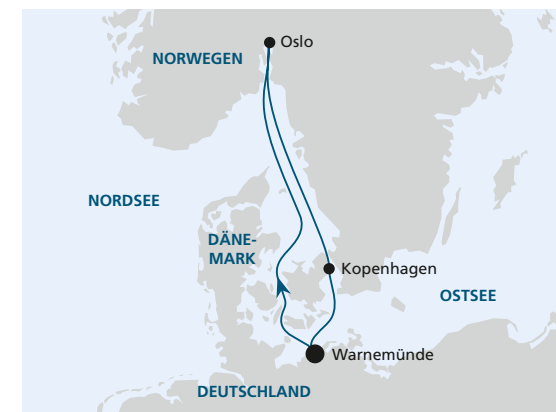 Oslo
NORWEGEN
NORDSEE
DÄNE-
MARK
Kopenhagen
OSTSEE
Warnemünde
DEUTSCHLAND